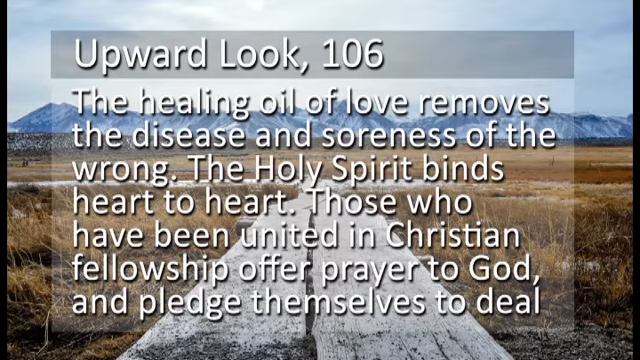 Upward Look, 106
The healing oil of love removes
the disease and soreness of the
wrong. The Holy Spirit binds
heart to heart. Those who
have been united in Christian
fellowship offer prayer to God,
and pledge themselves to deal